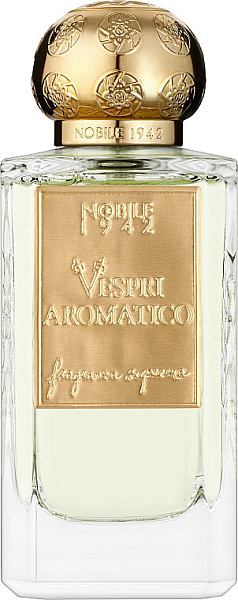 NOBILE 1942
NOBILE
1942
VESPRI
AROMATICO
fragranza suprema